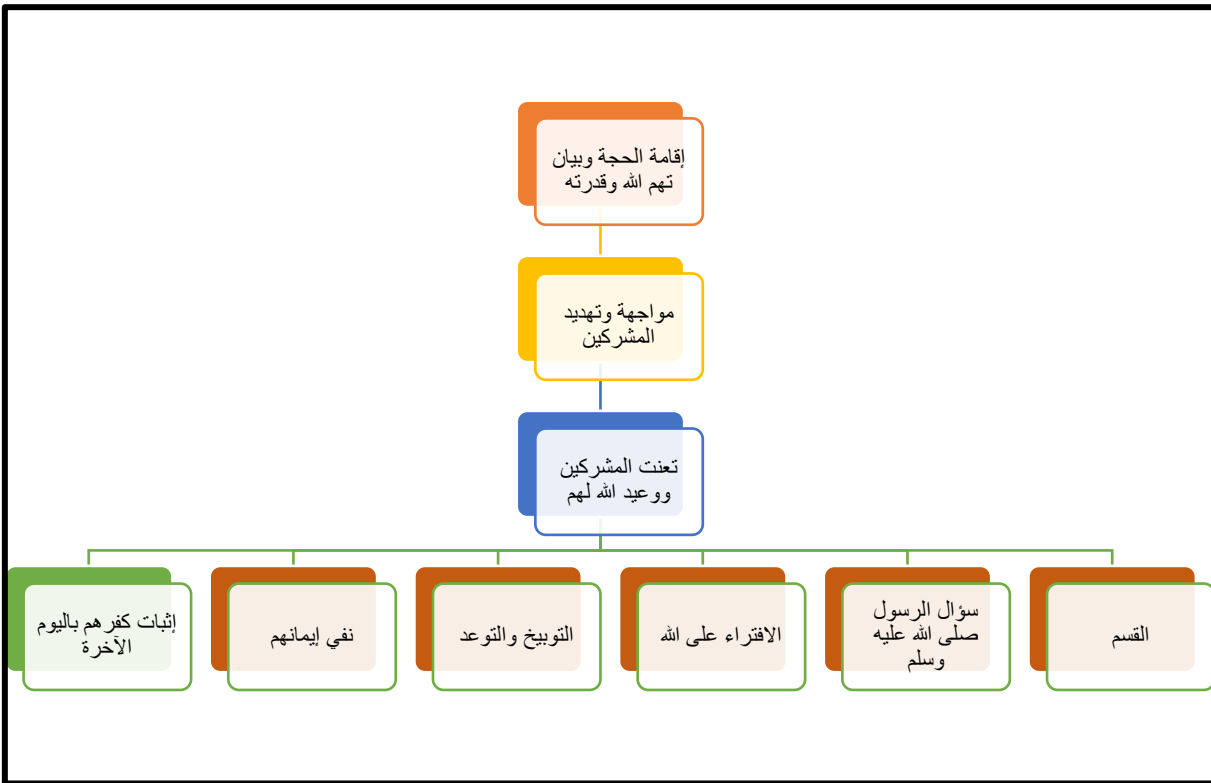 إقامة الحجة وبيان
تهم الله وقدرته
مواجهة وتهديد
المشركين
تعنت المشركين
ووعيد الله لهم
القسم
سؤال الرسول
صلى الله عليه
وسلم
الافتراء على الله
التوبيخ والتوعد
نفي إيمانهم
إثبات كفرهم باليوم
الآخرة